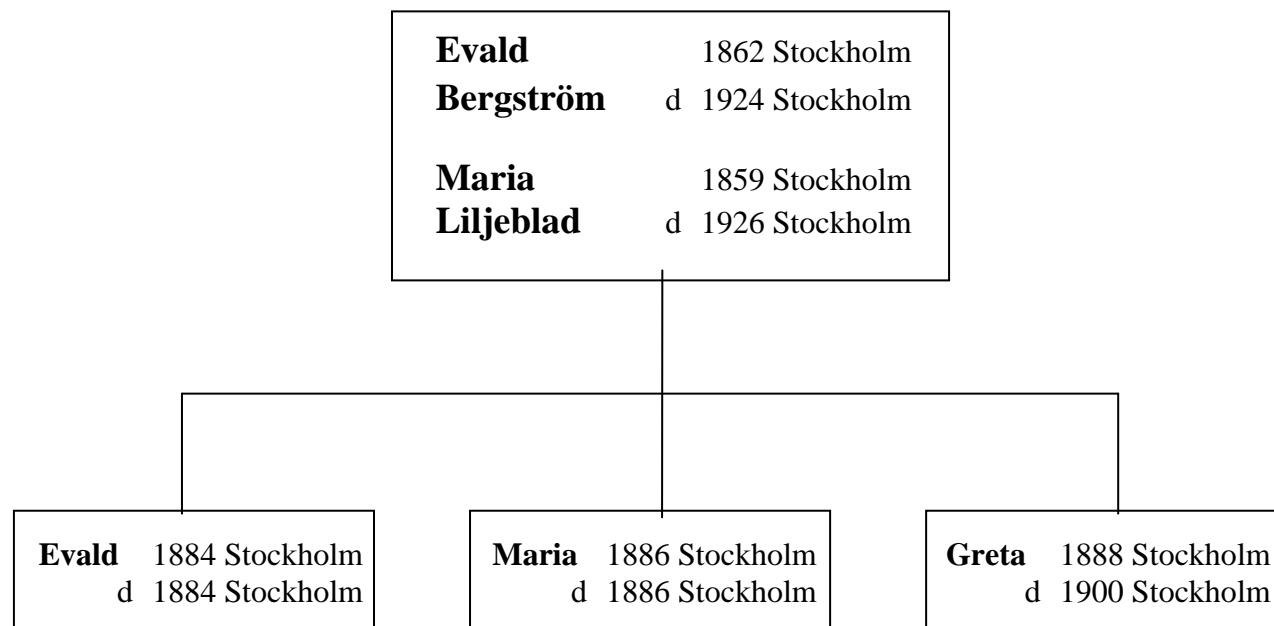 Evald 1862 Stockholm
Bergström d 1924 Stockholm
Maria 1859 Stockholm
Liljeblad d 1926 Stockholm
Evald 1884 Stockholm
d 1884 Stockholm
Maria 1886 Stockholm
d 1886 Stockholm
Greta 1888 Stockholm
d 1900 Stockholm